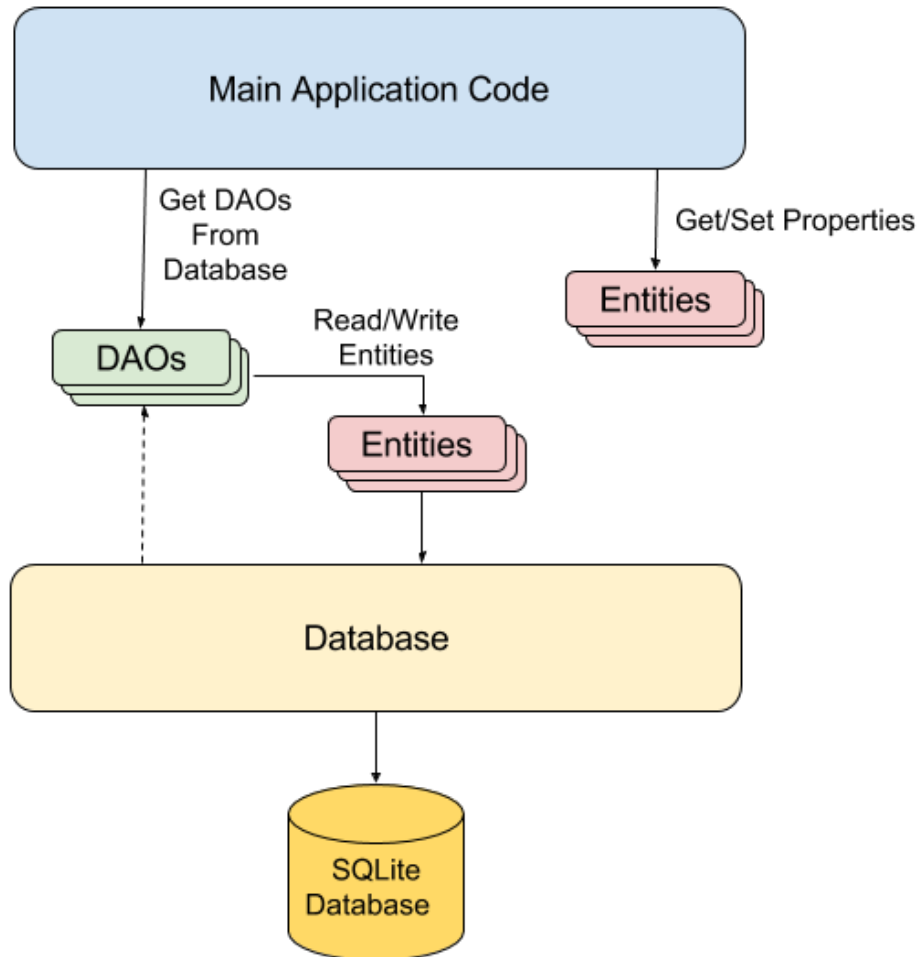 Main Application Code
Get DAOs
From
Database
Get/Set Properties
Entities
DAOs
Read/Write
Entities
Entities
Database
SQLite
Database